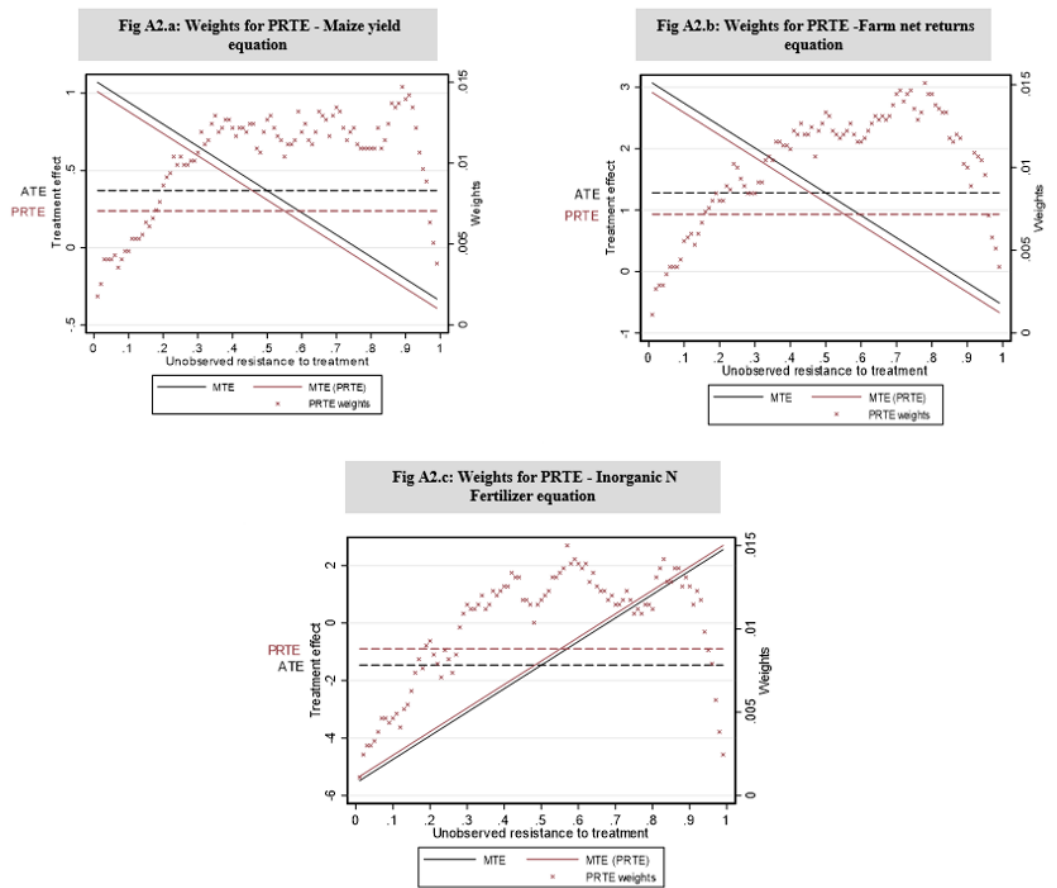 Fig A2.a: Weights for PRTE - Maize yield
equation
1
.5
0
-.5
Treatment effect
ATE
PRTE
.015
.01
.005
0
Weights
0 .1 .2 .3 .4 .5 .6 .7 .8 .9 1
Unobserved resistance to treatment
MTE MTE (PRTE)
PRTE weights
Fig A2.b: Weights for PRTE -Farm net returns
equation
3
2
1
0
-1
Treatment effect
ATE
PRTE
.015
.01
.005
0
Weights
0 .1 .2 .3 .4 .5 .6 .7 .8 .9 1
Unobserved resistance to treatment
MTE MTE (PRTE)
PRTE weights
Fig A2.c: Weights for PRTE - Inorganic N
Fertilizer equation
2
0
-2
-4
-6
Treatment effect
PRTE
ATE
.015
.01
.005
0
Weights
0 .1 .2 .3 .4 .5 .6 .7 .8 .9 1
Unobserved resistance to treatment
MTE MTE (PRTE)
PRTE weights